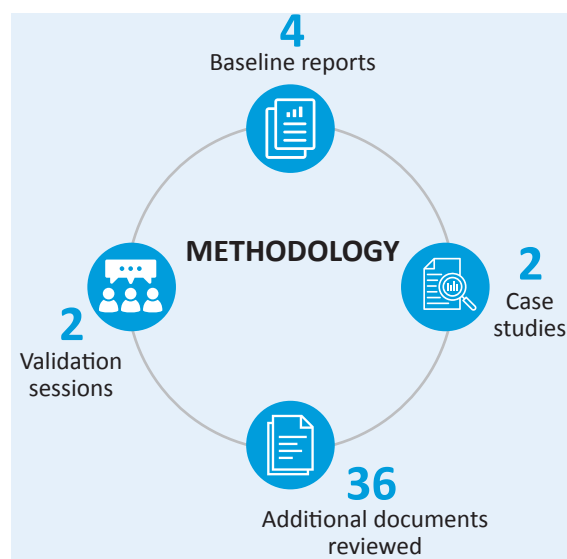 4
Baseline reports
METHODOLOGY
2
Case
studies
36
Additional documents
reviewed
2
Validation
sessions